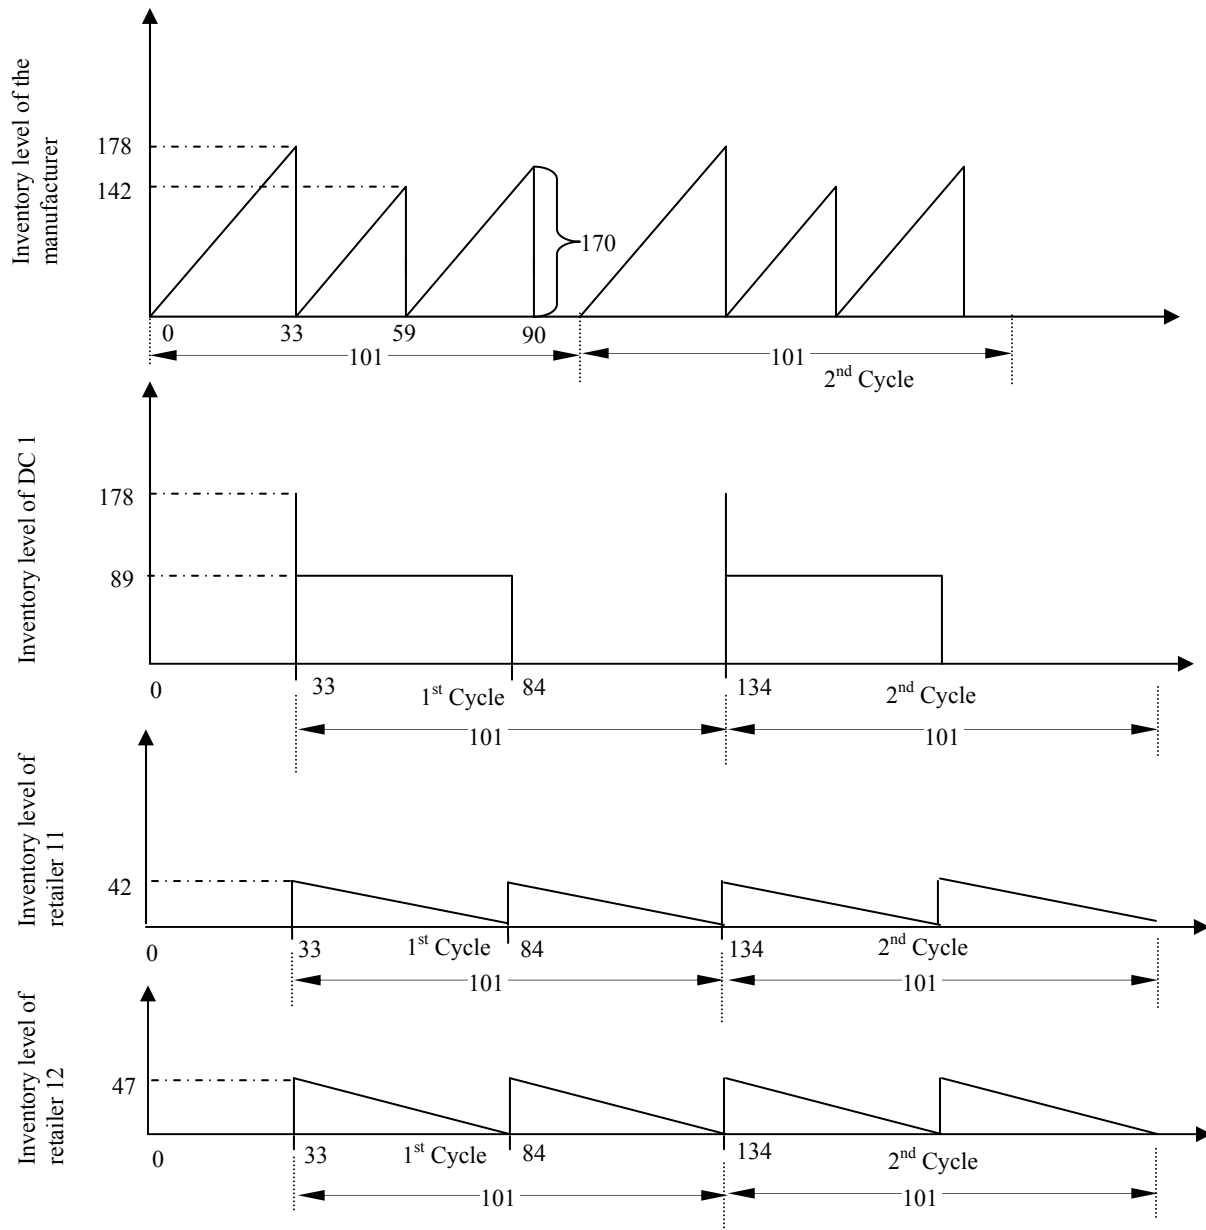 Inventory level of the
manufacturer
178
142
170
0
33
59
90
101
101
2nd Cycle
Inventory level of DC 1
178
89
0
33
1st Cycle
84
134
2nd Cycle
101
101
Inventory level of
retailer 11
42
0
33
1st Cycle
84
134
2nd Cycle
101
101
Inventory level of
retailer 12
47
0
33
1st Cycle
84
134
2nd Cycle
101
101